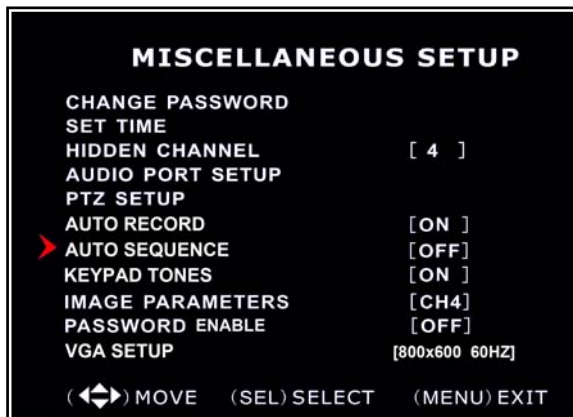 MISCELLANEOUS SETUP
CHANGE PASSWORD
SET TIME
HIDDEN CHANNEL [ 4 ]
AUDIO PORT SETUP
PTZ SETUP
AUTO RECORD [ON ]
AUTO SEQUENCE [OFF]
KEYPAD TONES [ON ]
IMAGE PARAMETERS [CH4]
PASSWORD ENABLE [OFF]
VGA SETUP [800x600 60HZ]
( ) MOVE (SEL) SELECT (MENU) EXIT